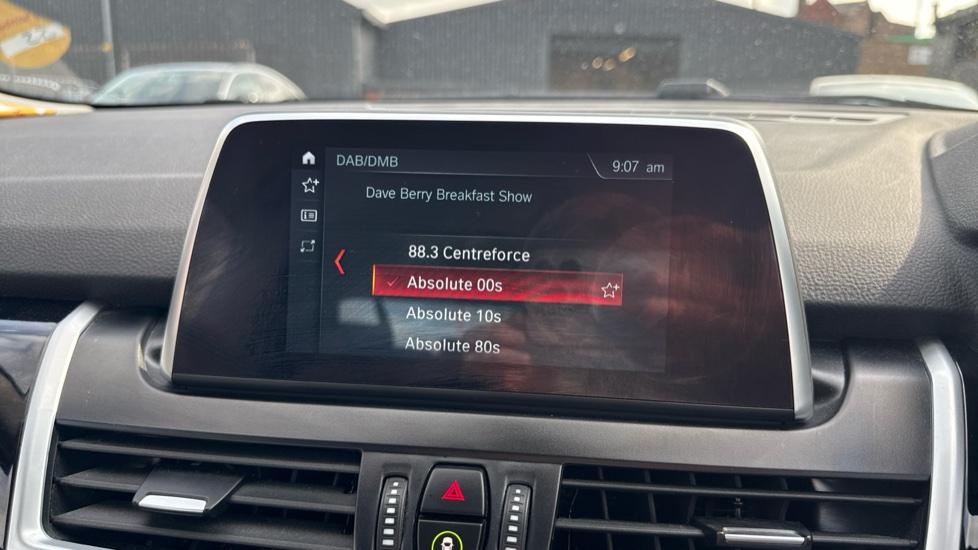 DAB/DMB
9:07 am
Dave Berry Breakfast Show
88.3 Centreforce
Absolute 00s
Absolute 10s
Absolute 80s